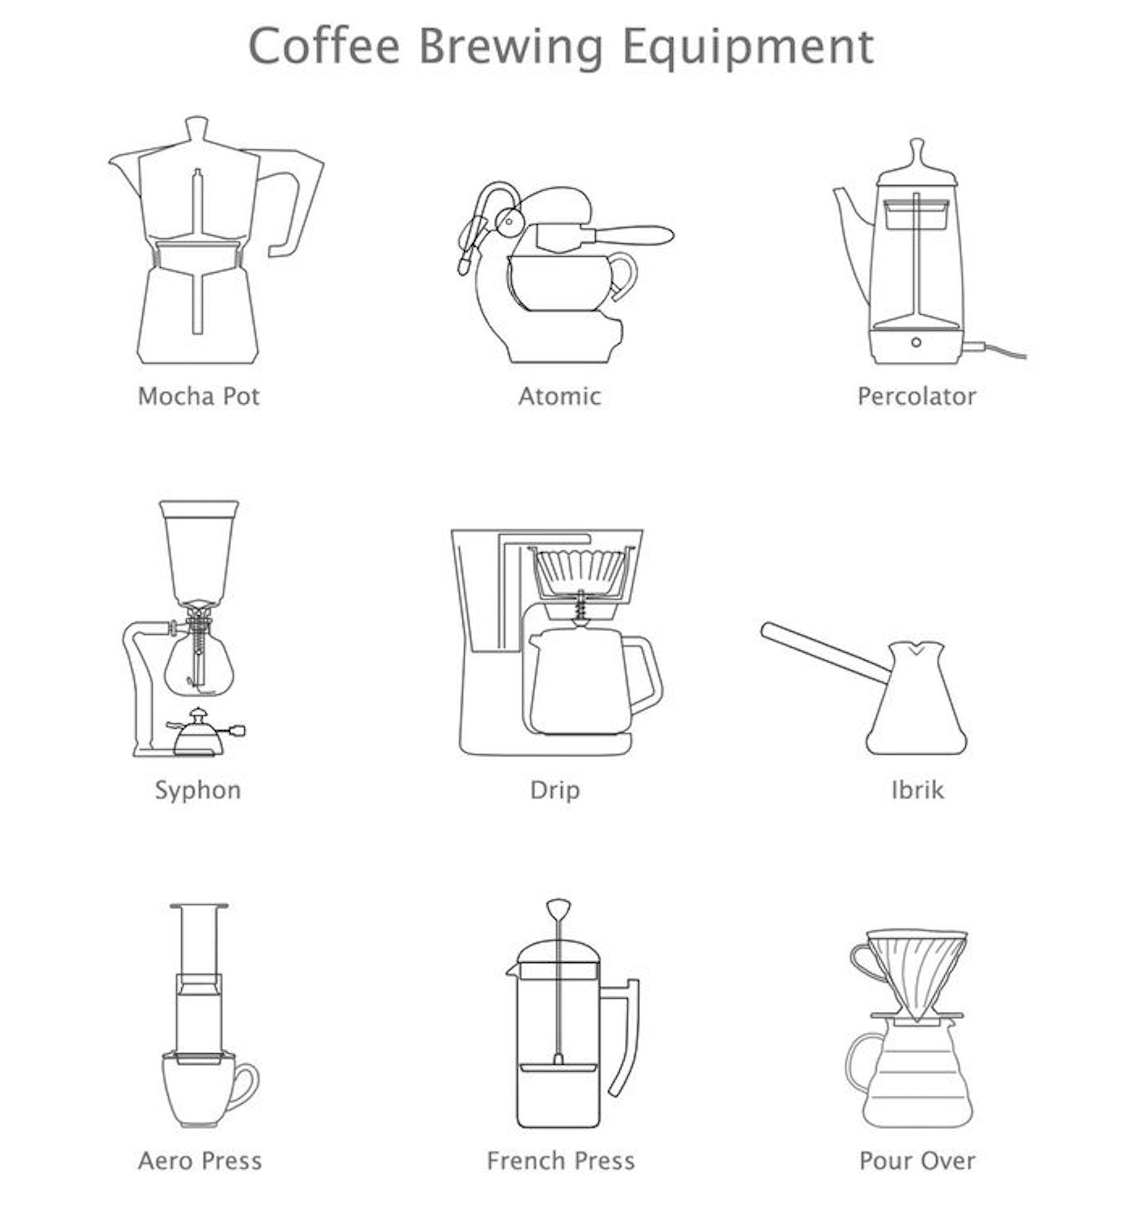 Coffee Brewing Equipment
Mocha Pot
Atomic
Percolator
Syphon
Drip
Ibrik
Aero Press
French Press
Pour Over